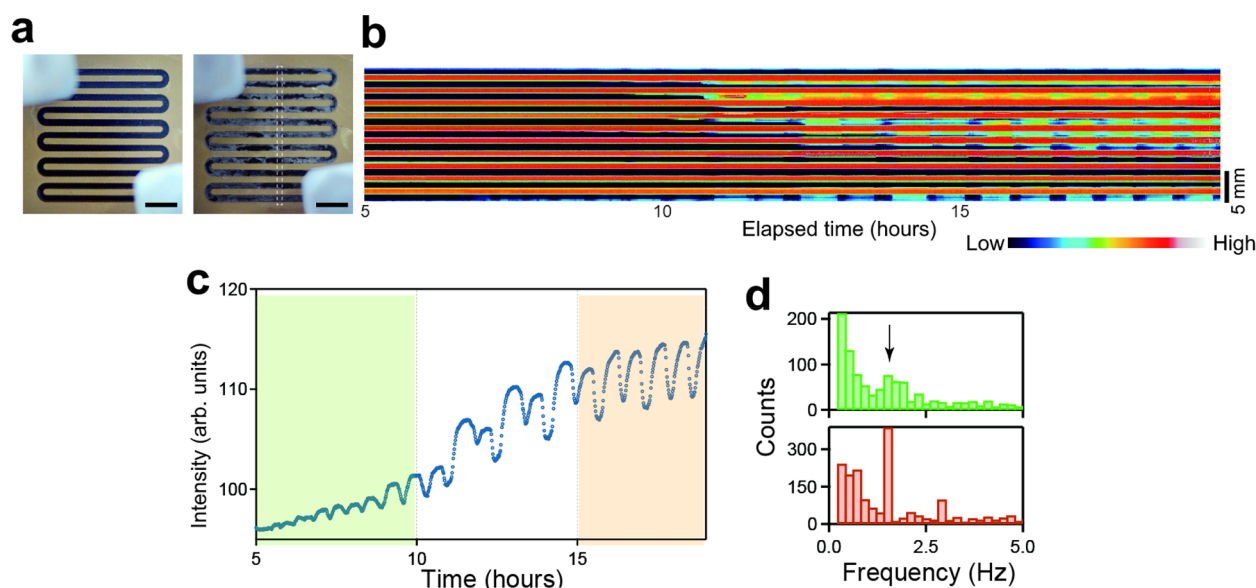 a
b
5 mm
5 10 15
Elapsed time (hours)
Low High
c
120
110
100
Intensity (arb. units)
5 10 15
Time (hours)
d
200
100
0
300
150
0
Counts
0.0 2.5 5.0
Frequency (Hz)